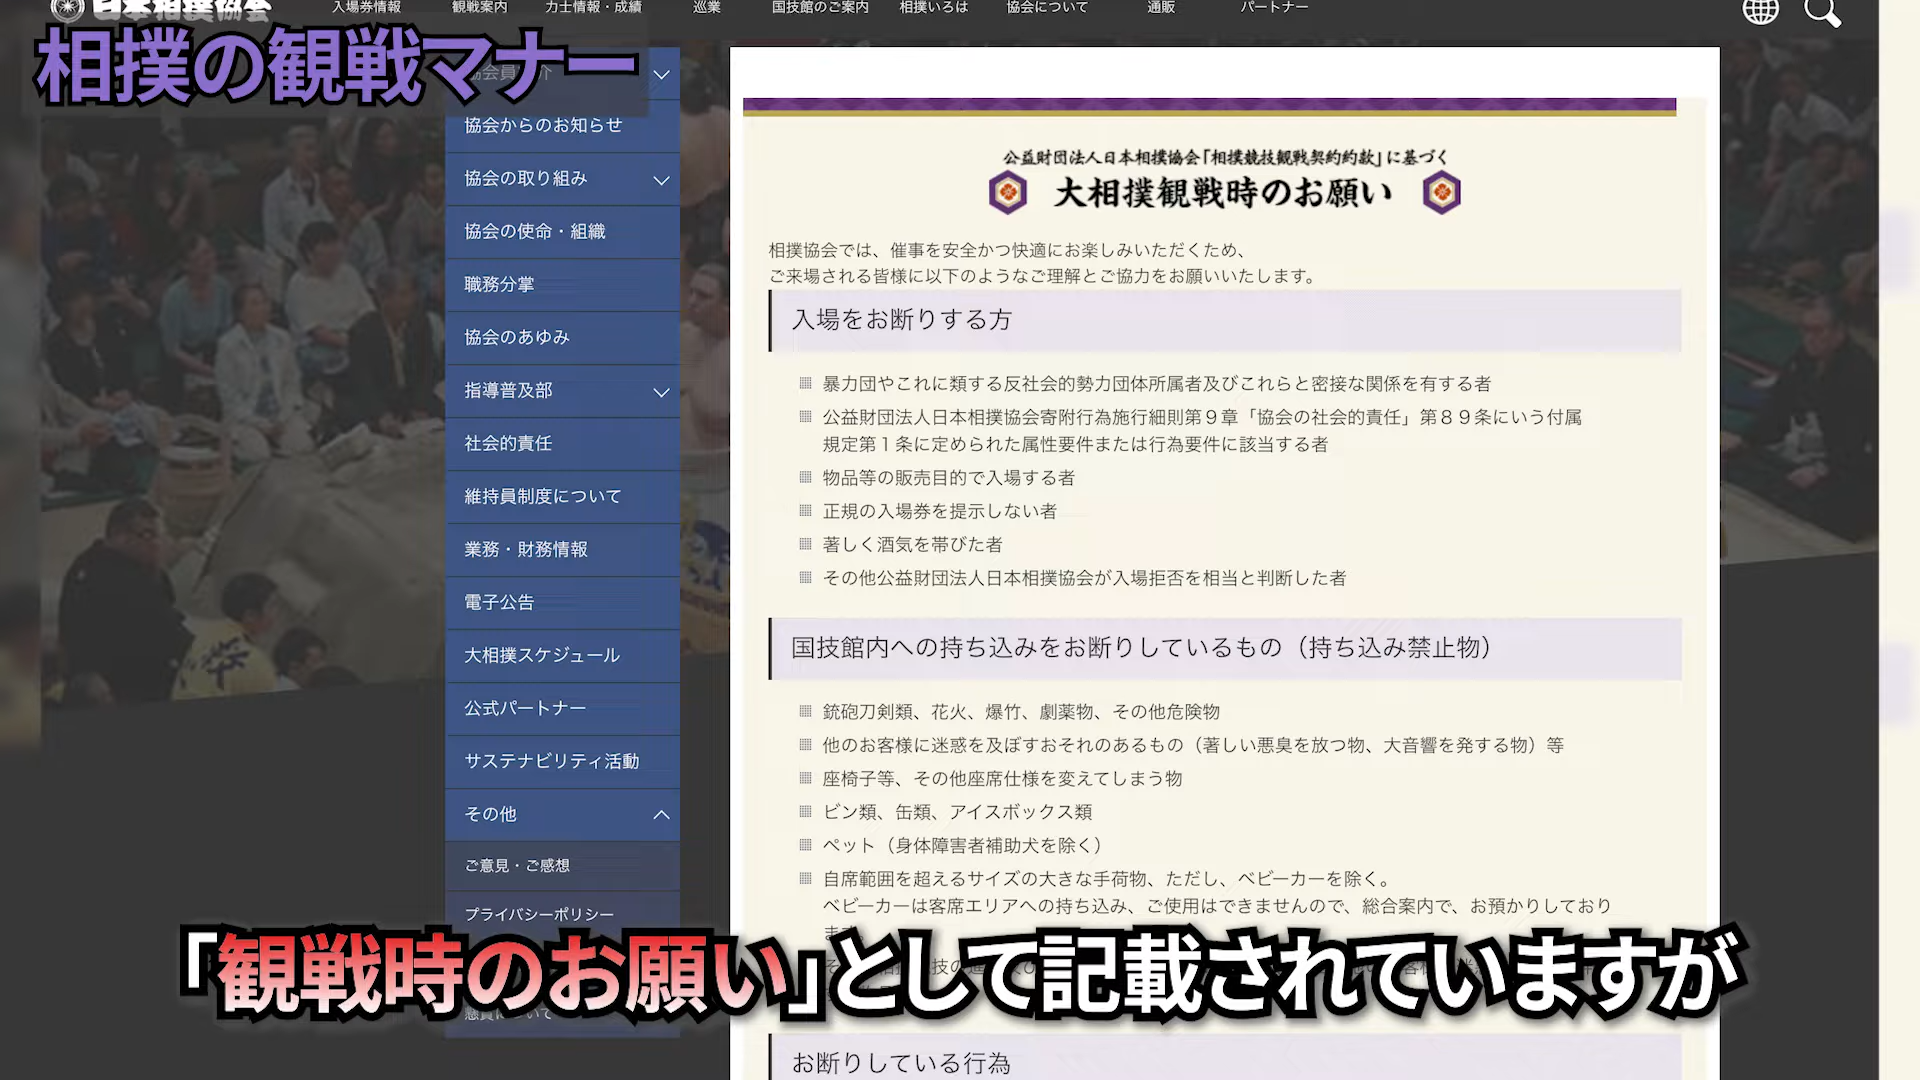 日本相撲協会
入場券情報
観戦案内
力士情報・成績
巡業
国技館のご案内
相撲いろは
協会について
通販
パートナー
相撲の観戦マナー
協会からのお知らせ
協会の取り組み
協会の使命・組織
職務分掌
協会のあゆみ
指導普及部
社会的責任
維持員制度について
業務・財務情報
電子公告
大相撲スケジュール
公式パートナー
サステナビリティ活動
その他
ご意見・ご感想
プライバシーポリシー
公益財団法人日本相撲協会「相撲競技観戦契約約款」に基づく
大相撲観戦時のお願い
相撲協会では、催事を安全かつ快適にお楽しみいただくため、
ご来場される皆様に以下のようなご理解とご協力をお願いいたします。
入場をお断りする方
暴力団やこれに類する反社会的勢力団体所属者及びこれらと密接な関係を有する者
公益財団法人日本相撲協会寄附行為施行細則第９章「協会の社会的責任」第８９条にいう付属
規定第１条に定められた属性要件または行為要件に該当する者
物品等の販売目的で入場する者
正規の入場券を提示しない者
著しく酒気を帯びた者
その他公益財団法人日本相撲協会が入場拒否を相当と判断した者
国技館内への持ち込みをお断りしているもの（持ち込み禁止物）
銃砲刀剣類、花火、爆竹、劇薬物、その他危険物
他のお客様に迷惑を及ぼすおそれのあるもの（著しい悪臭を放つ物、大音響を発する物）等
座椅子等、その他座席仕様を変えてしまう物
ビン類、缶類、アイスボックス類
ペット（身体障害者補助犬を除く）
自席範囲を超えるサイズの大きな手荷物、ただし、ベビーカーを除く。
ベビーカーは客席エリアへの持ち込み、ご使用はできませんので、総合案内で、お預かりしており
「観戦時のお願い」として記載されていますが
お断りしている行為